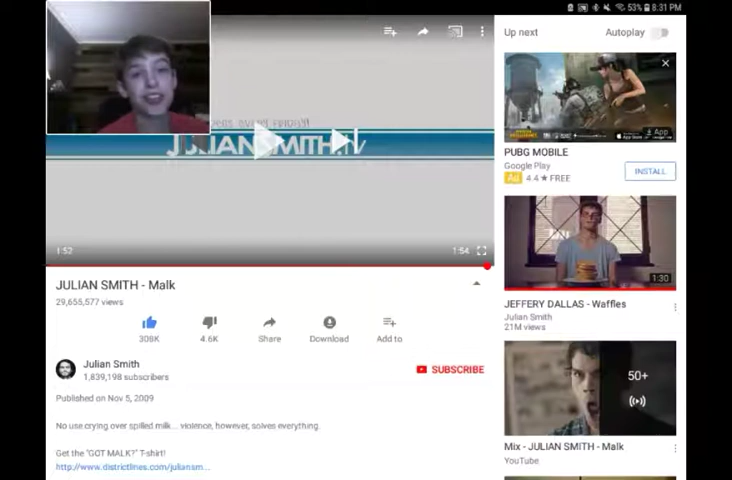 53% 8:31 PM
JULIANSMITH.TV
1:52
1:54
JULIAN SMITH - Malk
29,655,577 views
308K
4.6K
Share
Download
Add to
Julian Smith
1,839,198 subscribers
SUBSCRIBE
Published on Nov 5, 2009
No use crying over spilled milk... violence, however, solves everything.
Get the "GOT MALK?" T-shirt!
http://www.districtlines.com/juliansm...
Up next
Autoplay
App
PUBG MOBILE
Google Play
Ad 4.4 ★ FREE
INSTALL
1:30
JEFFERY DALLAS - Waffles
Julian Smith
21M views
50+
Mix - JULIAN SMITH - Malk
YouTube